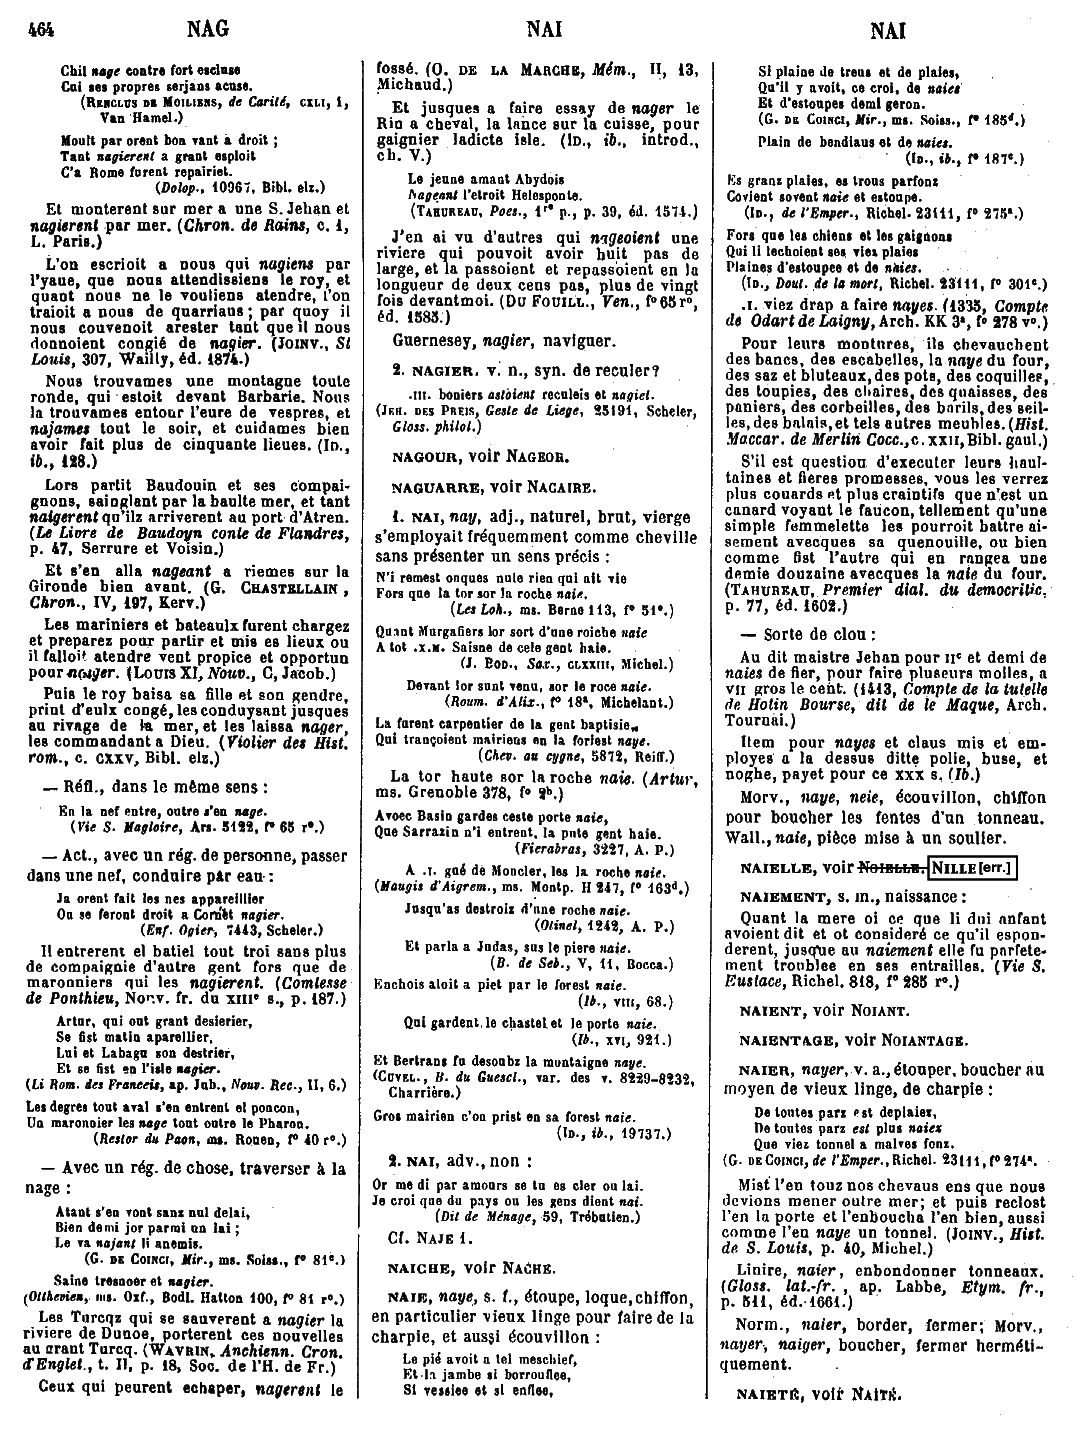 464 NAG NAI NAI
Chil nage contre fort escluse
Cui ses propres serjans acuse.
(RENCLUS DE MOILIENS, de Carité, CXLI, 1,
Van Hamel.)
Moult par orent bon vant a droit ;
Tant nagierent a grant esploit
C'a Rome furent repairiet.
(Dolop., 10967, Bibl. elz.)
Et monterent sur mer a une S. Jehan et
nagierent par mer. (Chron. de Rains, c. 1,
L. Paris.)
L'on escrioit a nous qui nagiens par
l'yaue, que nous attendissiens le roy, et
quant nous ne le vouliens atendre, l'on
traioit a nous de quarriaus ; par quoy il
nous couvenoit arester tant que il nous
donnoient congié de nagier. (JOINV., St
Louis, 307, Wailly, éd. 1874.)
Nous trouvames une montagne toute
ronde, qui estoit devant Barbarie. Nous
la trouvames entour l'eure de vespres, et
najames tout le soir, et cuidames bien
avoir fait plus de cinquante lieues. (ID.,
ib., 128.)
Lors partit Baudouin et ses compai-
gnons, sainglant par la haulte mer, et tant
naigerent qu'ilz arriverent au port d'Atren.
(Le Livre de Baudoyn conte de Flandres,
p. 47, Serrure et Voisin.)
Et s'en alla nageant a riemes sur la
Gironde bien avant. (G. CHASTELLAIN,
Chron., IV, 197, Kerv.)
Les mariniers et bateaulx furent chargez
et preparez pour partir et mis es lieux ou
il falloit atendre vent propice et opportun
pour nager. (LOUIS XI, Nouv., C, Jacob.)
Puis le roy baisa sa fille et son gendre,
print d'eulx congé, les conduysant jusques
au rivage de la mer, et les laissa nager,
les commandant a Dieu. (Violier des Hist.
rom., c. CXXV, Bibl. elz.)
— Réfl., dans le même sens :
En la nef entre, outre s'en nage.
(Vie S. Magloire, Ars. 5122, f° 65 r°.)
— Act., avec un rég. de personne, passer
dans une nef, conduire par eau :
Ja orent fait les nes appareillier
Ou se feront droit a Cornet nagier.
(Enf. Ogier, 7443, Scheler.)
Il entrerent el batiel tout troi sans plus
de compaignie d'autre gent fors que de
maronniers qui les nagierent. (Comtesse
de Ponthieu, Nouv. fr. du XIIIe s., p. 187.)
Artur, qui out grant desierier,
Se fist matin apareillier,
Lui et Labagu son destrier,
Et se fist en l'isle nagier.
(Li Rom. des Franceis, ap. Jub., Nouv. Rec., II, 6.)
Les degres tout aval s'en entrent el poncon,
Un maronoier les nage tout outre le Pharon.
(Restor du Paon, ms. Rouen, f° 40 r°.)
— Avec un rég. de chose, traverser à la
nage :
Atant s'en vont sanz nul delai,
Bien demi jor parmi un lai ;
Le va najant li anemis.
(G. DE COINCI, Mir., ms. Soiss., f° 81c.)
Saine tresnoer et nagier.
(Othevien, ms. Oxf., Bodl. Hatton 100, f° 81 r°.)
Les Turcqz qui se sauverent a nagier la
riviere de Dunoe, porterent ces nouvelles
au grant Turcq. (WAVRIN, Anchienn. Cron.
d'Englet., t. II, p. 18, Soc. de l'H. de Fr.)
Ceux qui peurent echaper, nagerent le
fossé. (O. DE LA MARCHE, Mém., II, 13,
Michaud.)
Et jusques a faire essay de nager le
Rin a cheval, la lance sur la cuisse, pour
gaignier ladicte isle. (ID., ib., introd.,
ch. V.)
Le jeune amant Abydois
Nageant l'etroit Helesponte.
(TAHUREAU, Poes., 1re p., p. 39, éd. 1574.)
J'en ai vu d'autres qui nageoient une
riviere qui pouvoit avoir huit pas de
large, et la passoient et repassoient en la
longueur de deux cens pas, plus de vingt
fois devant moi. (DU FOUILL., Ven., f° 65 r°,
éd. 1585.)
Guernesey, nagier, naviguer.
2. NAGIER, v. n., syn. de reculer ?
.III. boniers astoient reculeis et nagiet.
(JEH. DES PREIS, Geste de Liege, 25191, Scheler,
Gloss. philol.)
NAGOUR, voir NAGEOR.
NAGUARRE, voir NACAIRE.
1. NAI, nay, adj., naturel, brut, vierge
s'employait fréquemment comme cheville
sans présenter un sens précis :
N'i remest onques nule rien qui ait vie
Fors que la tor sor la roche naie.
(Les Loh., ms. Berne 113, f° 51c.)
Quant Murgafiers lor sort d'une roiche naie
A tot .X.M. Saisne de cele gent haie.
(J. BOD., Sax., CLXXIII, Michel.)
Devant lor sunt venu, sor le roce naie.
(Roum. d'Alix., f° 18a, Michelant.)
La furent carpentier de la gent baptisie,
Qui trançoient mairiens en la foriest naye.
(Chev. au cygne, 5872, Reiff.)
La tor haute sor la roche naie. (Artur,
ms. Grenoble 378, f° 2b.)
Avoec Basin gardes ceste porte naie,
Que Sarrazin n'i entrent, la pute gent haie.
(Fierabras, 3227, A. P.)
A .I. gué de Moncler, les la roche naie.
(Maugis d'Aigrem., ms. Montp. H 247, f° 163d.)
Jusqu'as destroiz d'une roche naie.
(Otinel, 1242, A. P.)
Et parla a Judas, sus le piere naie.
(B. de Seb., V, 11, Bocca.)
Enchois aloit a piet par le forest naie.
(Ib., VIII, 68.)
Qui gardent le chastel et le porte naie.
(Ib., XVI, 921.)
Et Bertrans fu desoubz la montaigne naye.
(CUVEL., B. du Guescl., var. des v. 8229-8232,
Charrière.)
Gros mairien c'on prist en sa forest naie.
(ID., ib., 19737.)
2. NAI, adv., non :
Or me di par amours se tu es cler ou lai.
Je croi que du pays ou les gens dient nai.
(Dit de Ménage, 59, Trébutien.)
Cf. NAJE 1.
NAICHE, voir NACHE.
NAIE, naye, s. f., étoupe, loque, chiffon,
en particulier vieux linge pour faire de la
charpie, et aussi écouvillon :
Le pié avoit a tel meschief,
Et la jambe si borrouflee,
Si vessiee et si enflee,
Si plaine de treus et de plaies,
Qu'il y avoit, ce croi, de naies
Et d'estoupes demi geron.
(G. DE COINCI, Mir., ms. Soiss., f° 185d.)
Plain de bendiaus et de naies.
(ID., ib., f° 187c.)
Es granz plaies, es trous parfonz
Covient sovent naie et estoupe.
(ID., de l'Emper., Richel. 23111, f° 275a.)
Fors que les chiens et les gaignons
Qui li lechoient ses viex plaies
Plaines d'estoupes et de naies.
(ID., Dout. de la mort, Richel. 23111, f° 301c.)
.I. viez drap a faire nayes. (1335, Compte
de Odart de Laigny, Arch. KK 3a, f° 278 v°.)
Pour leurs montures, ils chevauchent
des bancs, des escabelles, la naye du four,
des saz et bluteaux, des pots, des coquilles,
des toupies, des chaires, des quaisses, des
paniers, des corbeilles, des barils, des seil-
les, des balais, et tels autres meubles. (Hist.
Maccar. de Merlin Cocc., c. XXII, Bibl. gaul.)
S'il est question d'executer leurs haul-
taines et fieres promesses, vous les verrez
plus couards et plus craintifs que n'est un
canard voyant le faucon, tellement qu'une
simple femmelette les pourroit battre ai-
sement avecques sa quenouille, ou bien
comme fist l'autre qui en rangea une
demie douzaine avecques la naie du four.
(TAHUREAU, Premier dial. du democritic,
p. 77, éd. 1602.)
— Sorte de clou :
Au dit maistre Jehan pour IIc et demi de
naies de fier, pour faire pluseurs molles, a
VII gros le cent. (1413, Compte de la tutelle
de Hotin Bourse, dit de le Maque, Arch.
Tournai.)
Item pour nayes et claus mis et em-
ployes a la dessus ditte polie, buse, et
noghe, payet pour ce XXX s. (Ib.)
Morv., naye, neie, écouvillon, chiffon
pour boucher les fentes d'un tonneau.
Wall., naie, pièce mise à un soulier.
NAIELLE, voir NOIELLE. NILLE [err.]
NAIEMENT, s. m., naissance :
Quant la mere oi ce que li dui anfant
avoient dit et ot consideré ce qu'il espon-
derent, jusque au naiement elle fu parfete-
ment troublee en ses entrailles. (Vie S.
Eustace, Richel. 818, f° 285 r°.)
NAIENT, voir NOIANT.
NAIENTAGE, voir NOIANTAGE.
NAIER, nayer, v. a., étouper, boucher au
moyen de vieux linge, de charpie :
De toutes parz est deplaiez,
De toutes parz est plus naiez
Que viez tonnel a malves fonz.
(G. DE COINCI, de l'Emper., Richel. 23111, f° 274a.
Mist l'en touz nos chevaus ens que nous
devions mener outre mer; et puis reclost
l'en la porte et l'enboucha l'en bien, aussi
comme l'en naye un tonnel. (JOINV., Hist.
de S. Louis, p. 40, Michel.)
Linire, naier, enbondonner tonneaux.
(Gloss. lat.-fr., ap. Labbe, Etym. fr.,
p. 511, éd. 1661.)
Norm., naier, border, fermer; Morv.,
nayer, naiger, boucher, fermer herméti-
quement.
NAIETÉ, voir NAITÉ.